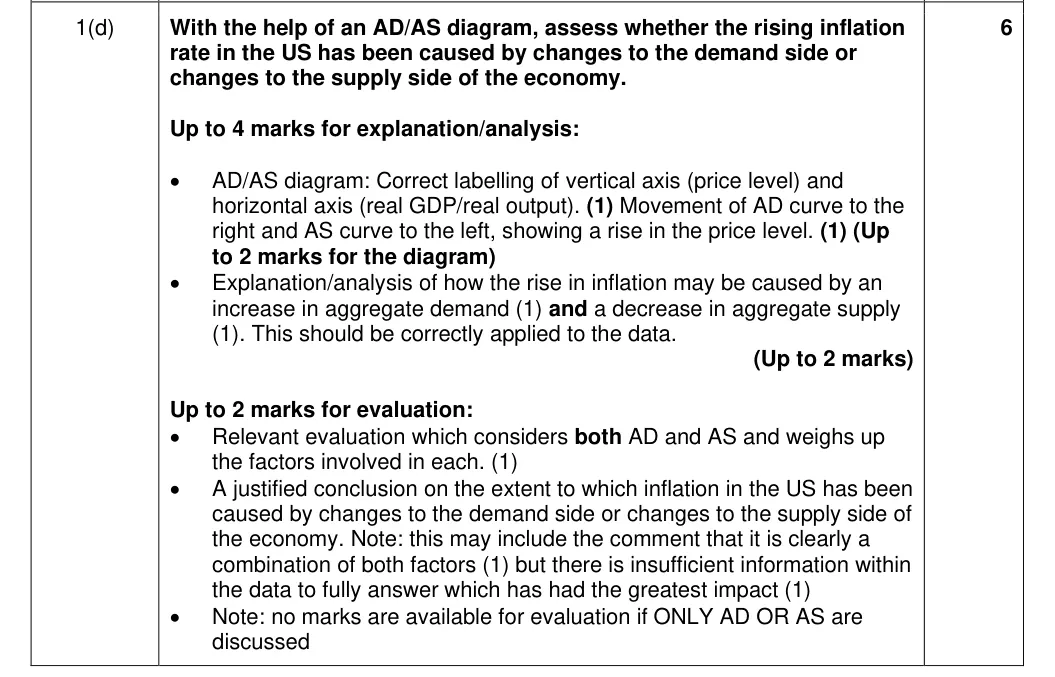 1(d)
With the help of an AD/AS diagram, assess whether the rising inflation
rate in the US has been caused by changes to the demand side or
changes to the supply side of the economy.
6
Up to 4 marks for explanation/analysis:
• AD/AS diagram: Correct labelling of vertical axis (price level) and
horizontal axis (real GDP/real output). (1) Movement of AD curve to the
right and AS curve to the left, showing a rise in the price level. (1) (Up
to 2 marks for the diagram)
• Explanation/analysis of how the rise in inflation may be caused by an
increase in aggregate demand (1) and a decrease in aggregate supply
(1). This should be correctly applied to the data.
(Up to 2 marks)
Up to 2 marks for evaluation:
• Relevant evaluation which considers both AD and AS and weighs up
the factors involved in each. (1)
• A justified conclusion on the extent to which inflation in the US has been
caused by changes to the demand side or changes to the supply side of
the economy. Note: this may include the comment that it is clearly a
combination of both factors (1) but there is insufficient information within
the data to fully answer which has had the greatest impact (1)
• Note: no marks are available for evaluation if ONLY AD OR AS are
discussed